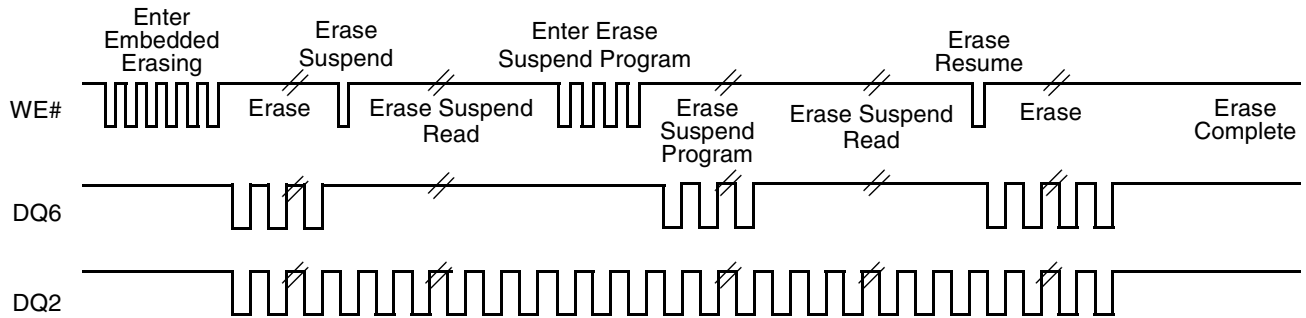 Enter
Embedded
Erasing
Erase
Suspend
Enter Erase
Suspend Program
Erase
Resume
WE#
Erase
Erase Suspend
Read
Erase
Suspend
Program
Erase Suspend
Read
Erase
Erase
Complete
DQ6
DQ2